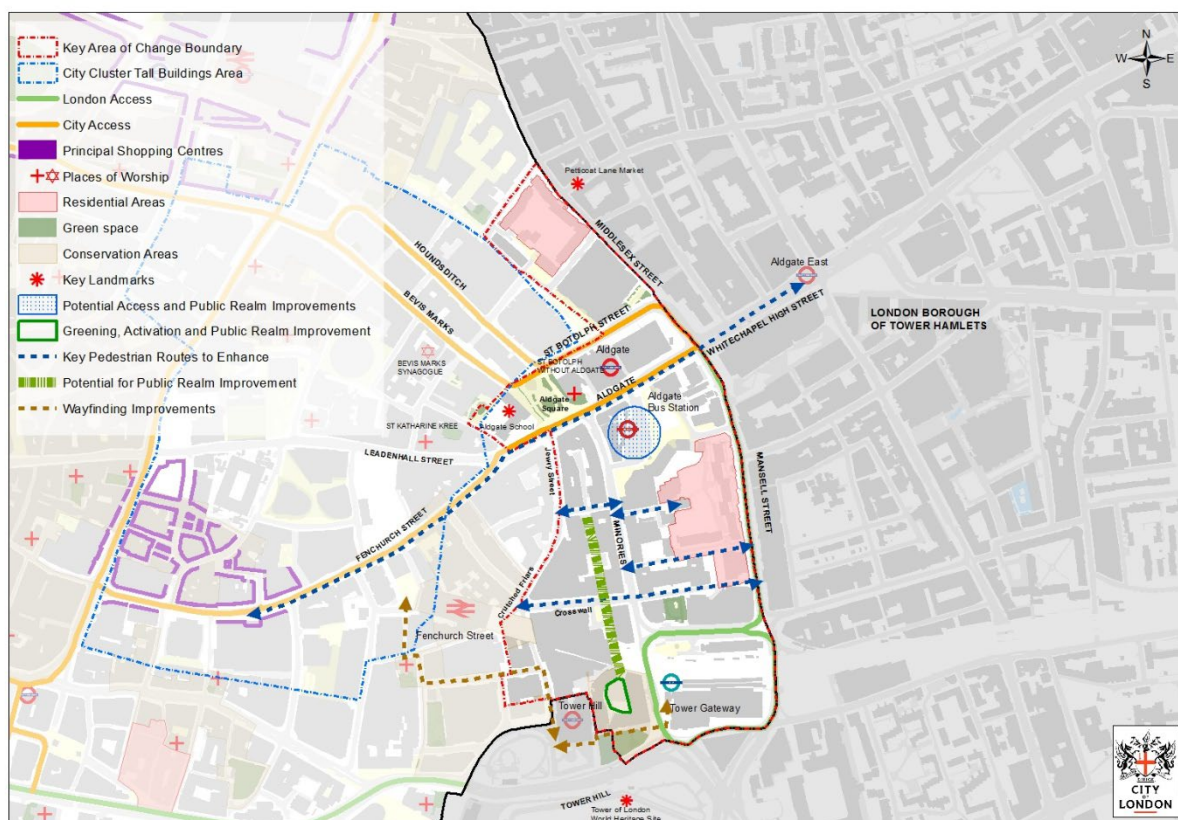 Key Area of Change Boundary
City Cluster Tall Buildings Area
London Access
City Access
Principal Shopping Centres
Places of Worship
Residential Areas
Green space
Conservation Areas
Key Landmarks
Potential Access and Public Realm Improvements
Greening, Activation and Public Realm Improvement
Key Pedestrian Routes to Enhance
Potential for Public Realm Improvement
Wayfinding Improvements
N
W
E
S
Petticoat Lane Market
MIDDLESEX STREET
HOUNDSDITCH
BEVIS MARKS
Aldgate East
WHITECHAPEL HIGH STREET
LONDON BOROUGH
OF TOWER HAMLETS
ST BOTOLPH STREET
Aldgate
BEVIS MARKS
SYNAGOGUE
ST BOTOLPH
WITHOUT ALDGATE
ALDGATE
Aldgate
Square
Aldgate
Bus Station
Aldgate School
ST KATHARINE KREE
LEADENHALL STREET
Jewry Street
MANSELL STREET
FENCHURCH STREET
MINORIES
Crutched Friars
Crosswall
Fenchurch Street
Tower Hill
Tower Gateway
TOWER HILL
Tower of London
World Heritage Site
CITY
OF
LONDON